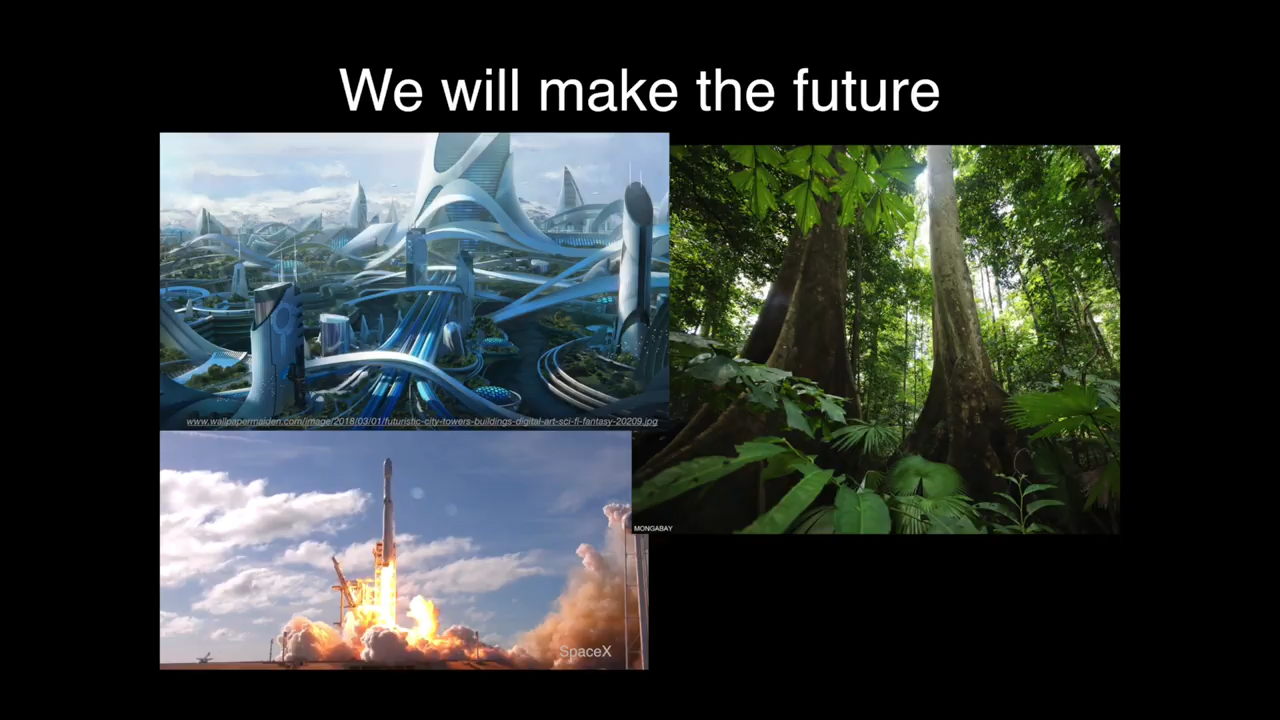 We will make the future
www.wallpapermaiden.com/image/2018/03/01/futuristic-city-towers-buildings-digital-art-sci-fi-fantasy-20209.jpg
MONGABAY
SpaceX